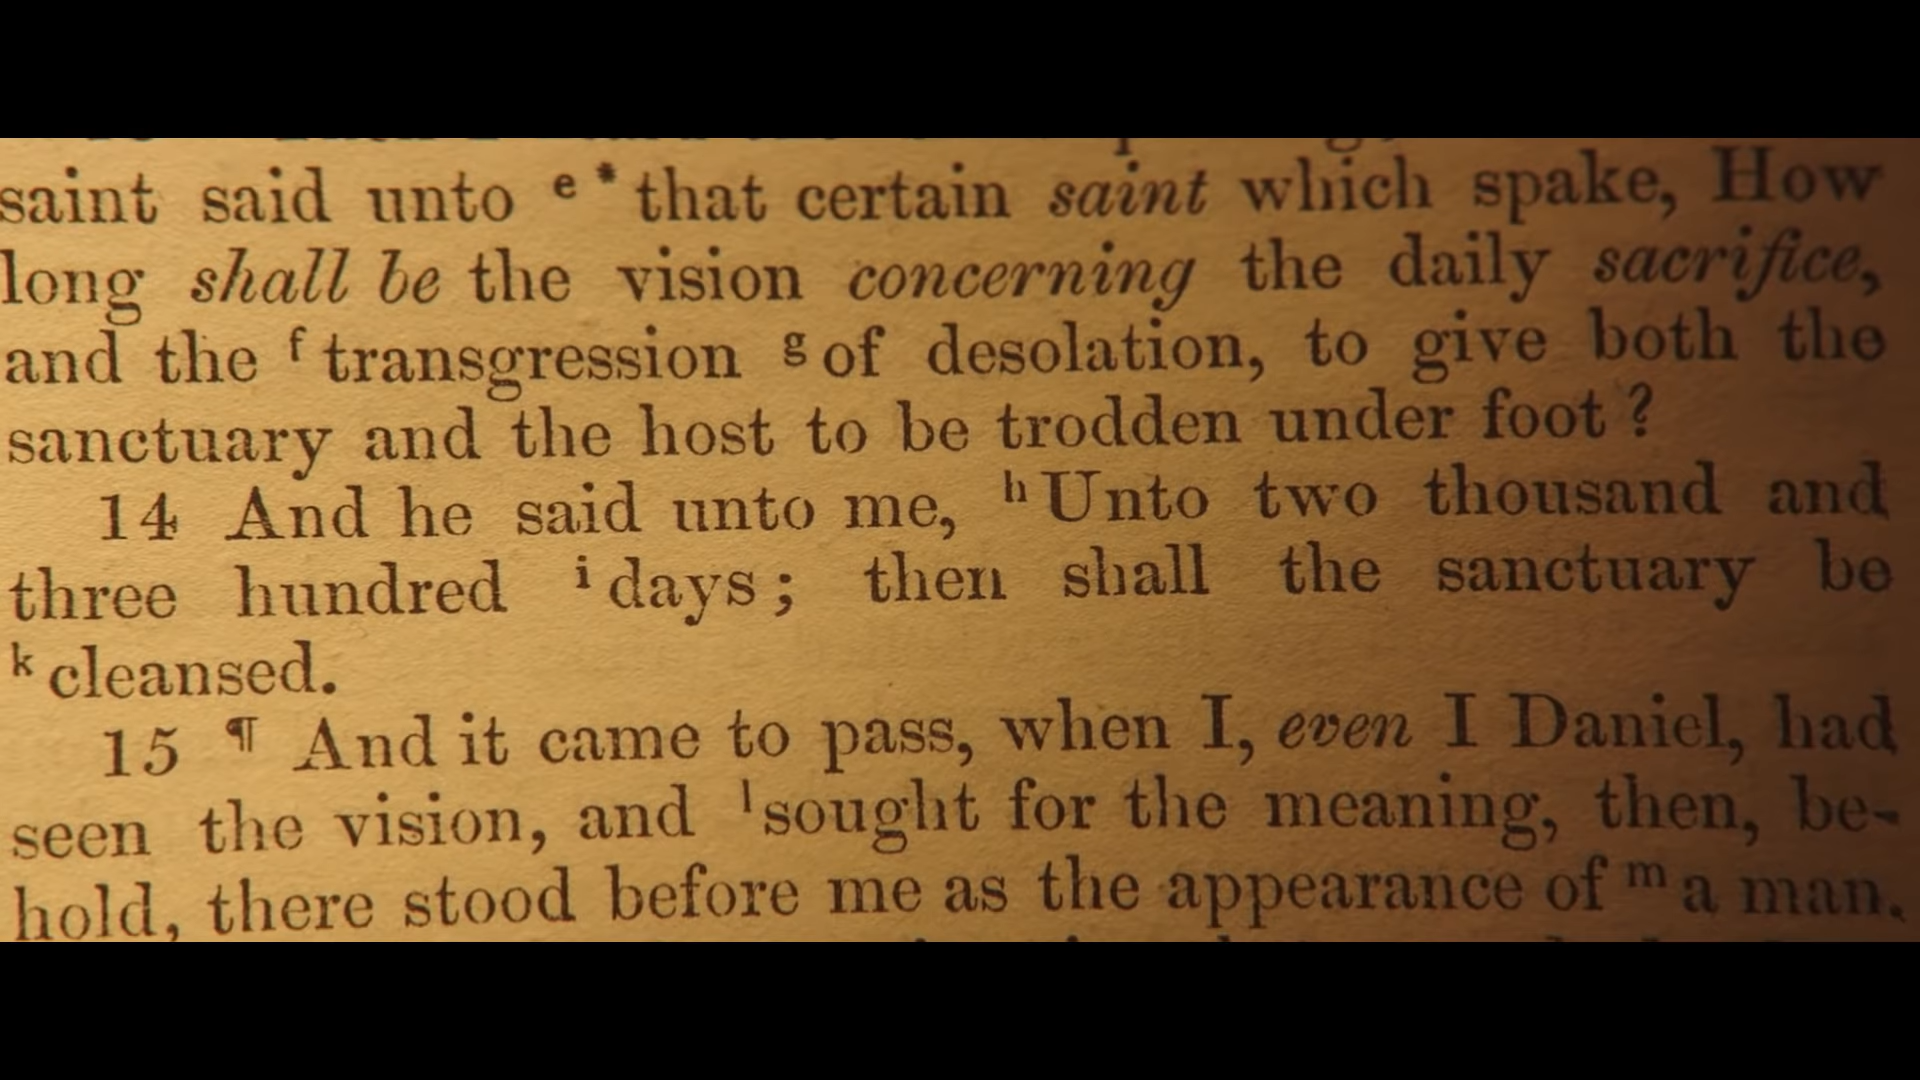 saint said unto e * that certain saint which spake, How
long shall be the vision concerning the daily sacrifice,
and the f transgression g of desolation, to give both the
sanctuary and the host to be trodden under foot ?
14 And he said unto me, h Unto two thousand and
three hundred i days ; then shall the sanctuary be
k cleansed.
15 ¶ And it came to pass, when I, even I Daniel, had
seen the vision, and l sought for the meaning, then, be-
hold, there stood before me as the appearance of m a man.